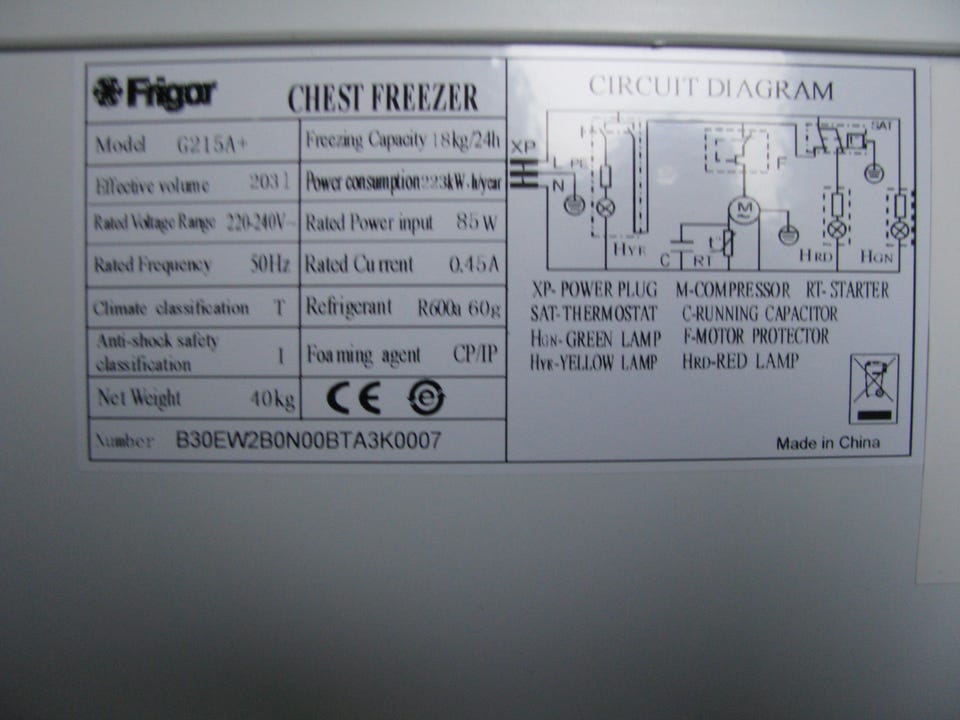 Frigor
CHEST FREEZER
Model G215A+
Freezing Capacity 18kg/24h
Effective volume 203l
Power consumption 223kW·h/year
Rated Voltage Range 220-240V~
Rated Power input 85W
Rated Frequency 50Hz
Rated Current 0.45A
Climate classification T
Refrigerant R600a 60g
Anti-shock safety
classification I
Foaming agent CP/IP
Net Weight 40kg
CE e
Number B30EW2B0N00BTA3K0007
CIRCUIT DIAGRAM
XP
L
PE
N
HYR
C
RT
M
~
F
SAT
HRD
HGN
XP- POWER PLUG M-COMPRESSOR RT- STARTER
SAT-THERMOSTAT C-RUNNING CAPACITOR
HGN-GREEN LAMP F-MOTOR PROTECTOR
HYR-YELLOW LAMP HRD-RED LAMP
Made in China